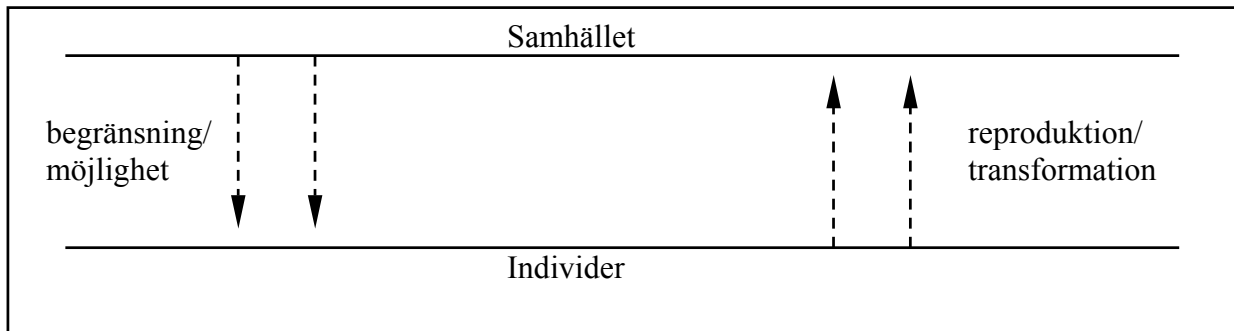 Samhället
begränsning/
möjlighet
reproduktion/
transformation
Individer